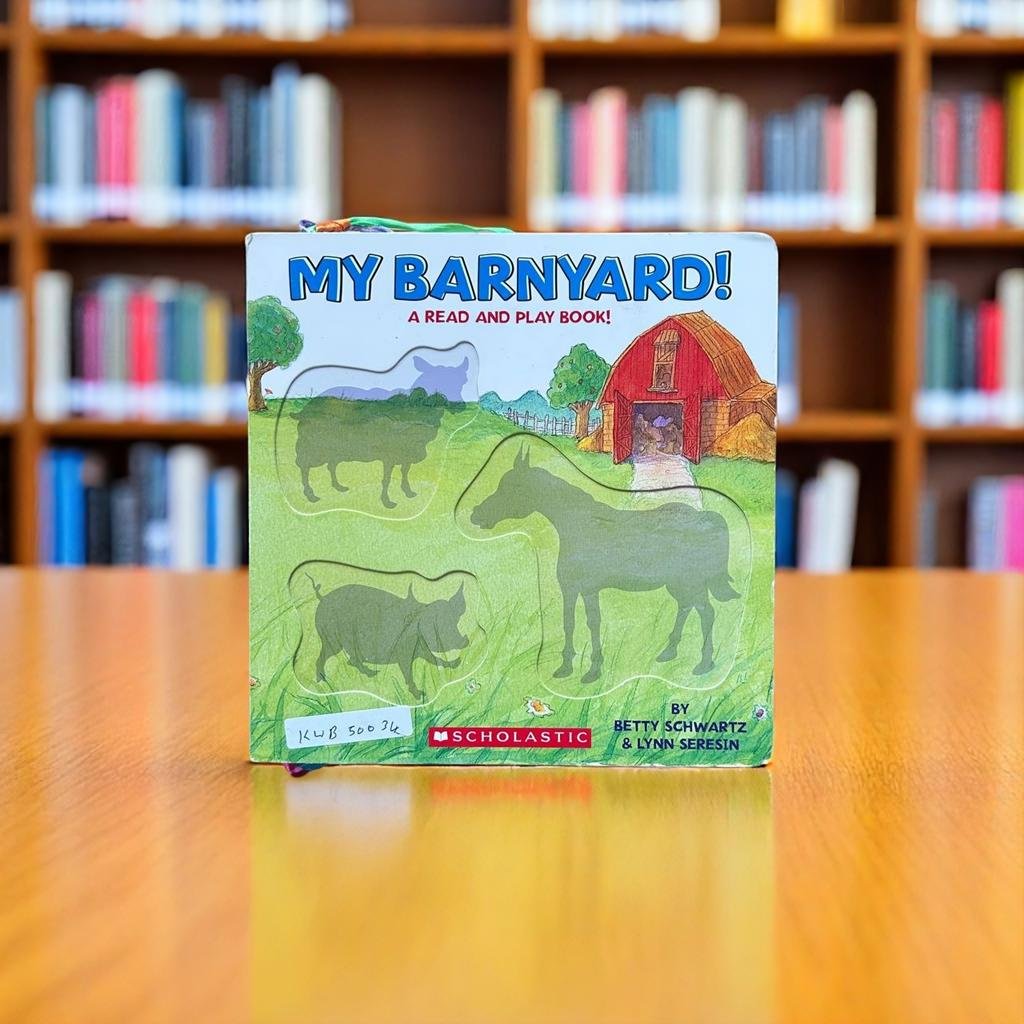 MY BARNYARD!
A READ AND PLAY BOOK!
KWB 50034
SCHOLASTIC
BY
BETTY SCHWARTZ
& LYNN SERESIN